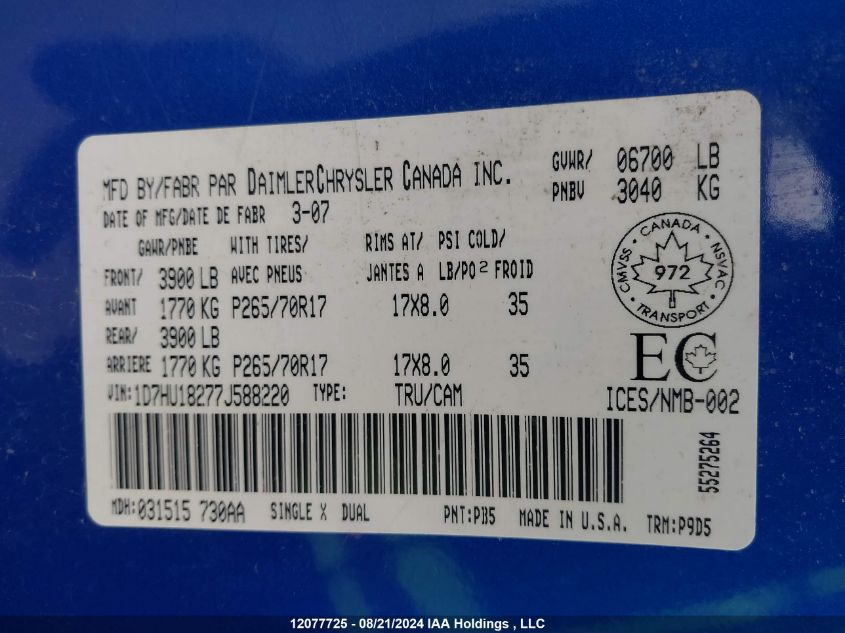 MFD BY/FABR PAR DAIMLERCHRYSLER CANADA INC. GVWR/ 06700 LB
PNBV 3040 KG
DATE OF MFG/DATE DE FABR 3-07
GAWR/PNBE WITH TIRES/ RIMS AT/ PSI COLD/
FRONT/ 3900 LB AVEC PNEUS JANTES A LB/PO² FROID
AVANT 1770 KG P265/70R17 17X8.0 35
REAR/ 3900 LB
ARRIERE 1770 KG P265/70R17 17X8.0 35
CANADA
CMVSS 972 NSVAC
TRANSPORT
EC
ICES/NMB-002
VIN: 1D7HU18277J588220 TYPE: TRU/CAM
55275264
MDH: 031515 730AA SINGLE X DUAL PNT: PB5 MADE IN U.S.A. TRM: P9D5
12077725 - 08/21/2024 IAA Holdings , LLC